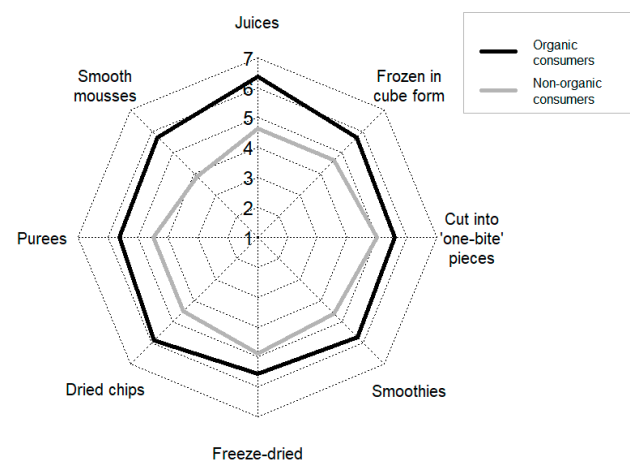 Juices
Organic
consumers
Non-organic
consumers
Smooth
mousses
Frozen in
cube form
7
6
5
4
3
2
1
Purees
Cut into
'one-bite'
pieces
Dried chips
Smoothies
Freeze-dried